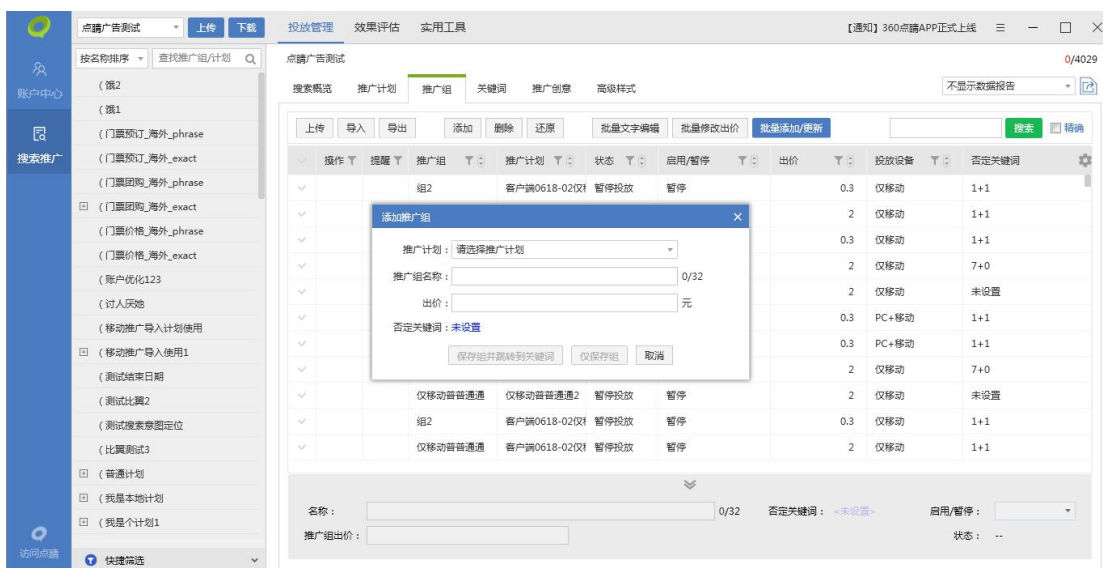 点睛广告测试 上传 下载 投放管理 效果评估 实用工具 【通知】360点睛APP正式上线
按名称排序 查找推广组/计划 点睛广告测试 0/4029
账户中心
搜索推广
(饿2
(饿1
(门票预订_海外_phrase
(门票预订_海外_exact
(门票团购_海外_phrase
(门票团购_海外_exact
(门票价格_海外_phrase
(门票价格_海外_exact
(账户优化123
(讨人厌她
(移动推广导入计划使用
(移动推广导入使用1
(测试结束日期
(测试比翼2
(测试搜索意图定位
(比翼测试3
(普通计划
(我是本地计划
(我是个计划1
访问点睛
快捷筛选
搜索概览 推广计划 推广组 关键词 推广创意 高级样式 不显示数据报告
上传 导入 导出 添加 删除 还原 批量文字编辑 批量修改出价 批量添加/更新 搜索 精确
操作 提醒 推广组 推广计划 状态 启用/暂停 出价 投放设备 否定关键词
组2 客户端0618-02仅 暂停投放 暂停 0.3 仅移动 1+1
2 仅移动 1+1
0.3 仅移动 1+1
2 仅移动 7+0
2 仅移动 未设置
0.3 PC+移动 1+1
0.3 PC+移动 1+1
2 仅移动 7+0
仅移动普普通通 仅移动普普通通2 暂停投放 暂停 2 仅移动 未设置
组2 客户端0618-02仅 暂停投放 暂停 0.3 仅移动 1+1
仅移动普普通通 客户端0618-02仅 暂停投放 暂停 2 仅移动 1+1
添加推广组
推广计划： 请选择推广计划
推广组名称： 0/32
出价： 元
否定关键词：未设置
保存组并跳转到关键词 仅保存组 取消
名称： 0/32 否定关键词： <未设置> 启用/暂停：
推广组出价： 状态： --